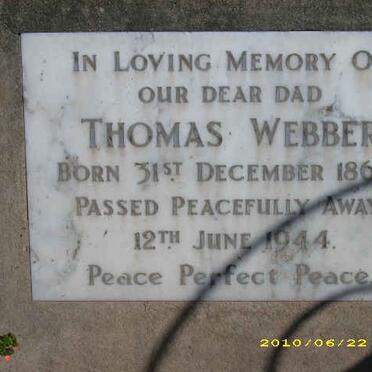 IN LOVING MEMORY O
OUR DEAR DAD
THOMAS WEBBER
BORN 31ST DECEMBER 186
PASSED PEACEFULLY AWAY
12TH JUNE 1944.
PEACE PERFECT PEACE.
2010/06/22